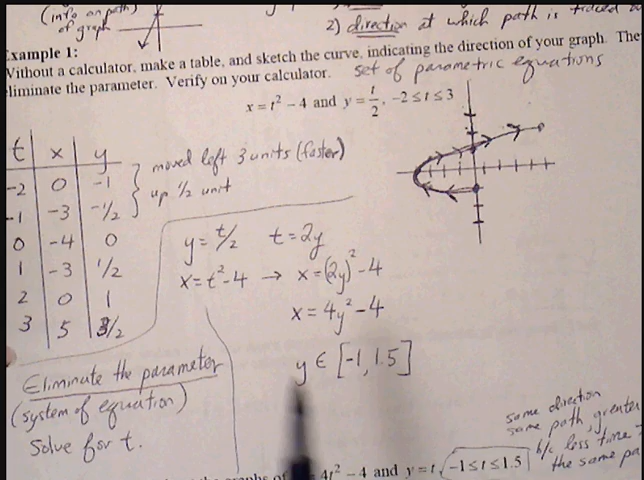 (info on path) of graph
2) direction at which path is traced
Example 1:
Without a calculator, make a table, and sketch the curve, indicating the direction of your graph. The
eliminate the parameter. Verify on your calculator. set of parametric equations
x = t² – 4 and y = t/2, –2 ≤ t ≤ 3
t x y
-2 0 -1
-1 -3 -1/2
0 -4 0
1 -3 1/2
2 0 1
3 5 3/2
moved left 3 units (faster)
up 1/2 unit
y = t/2 t = 2y
x = t² - 4 → x = (2y)² - 4
x = 4y² - 4
y ∈ [-1, 1.5]
Eliminate the parameter
(system of equation)
Solve for t.
same direction
same path, greater
b/c less time
the same pa
4t² – 4 and y = t, –1 ≤ t ≤ 1.5